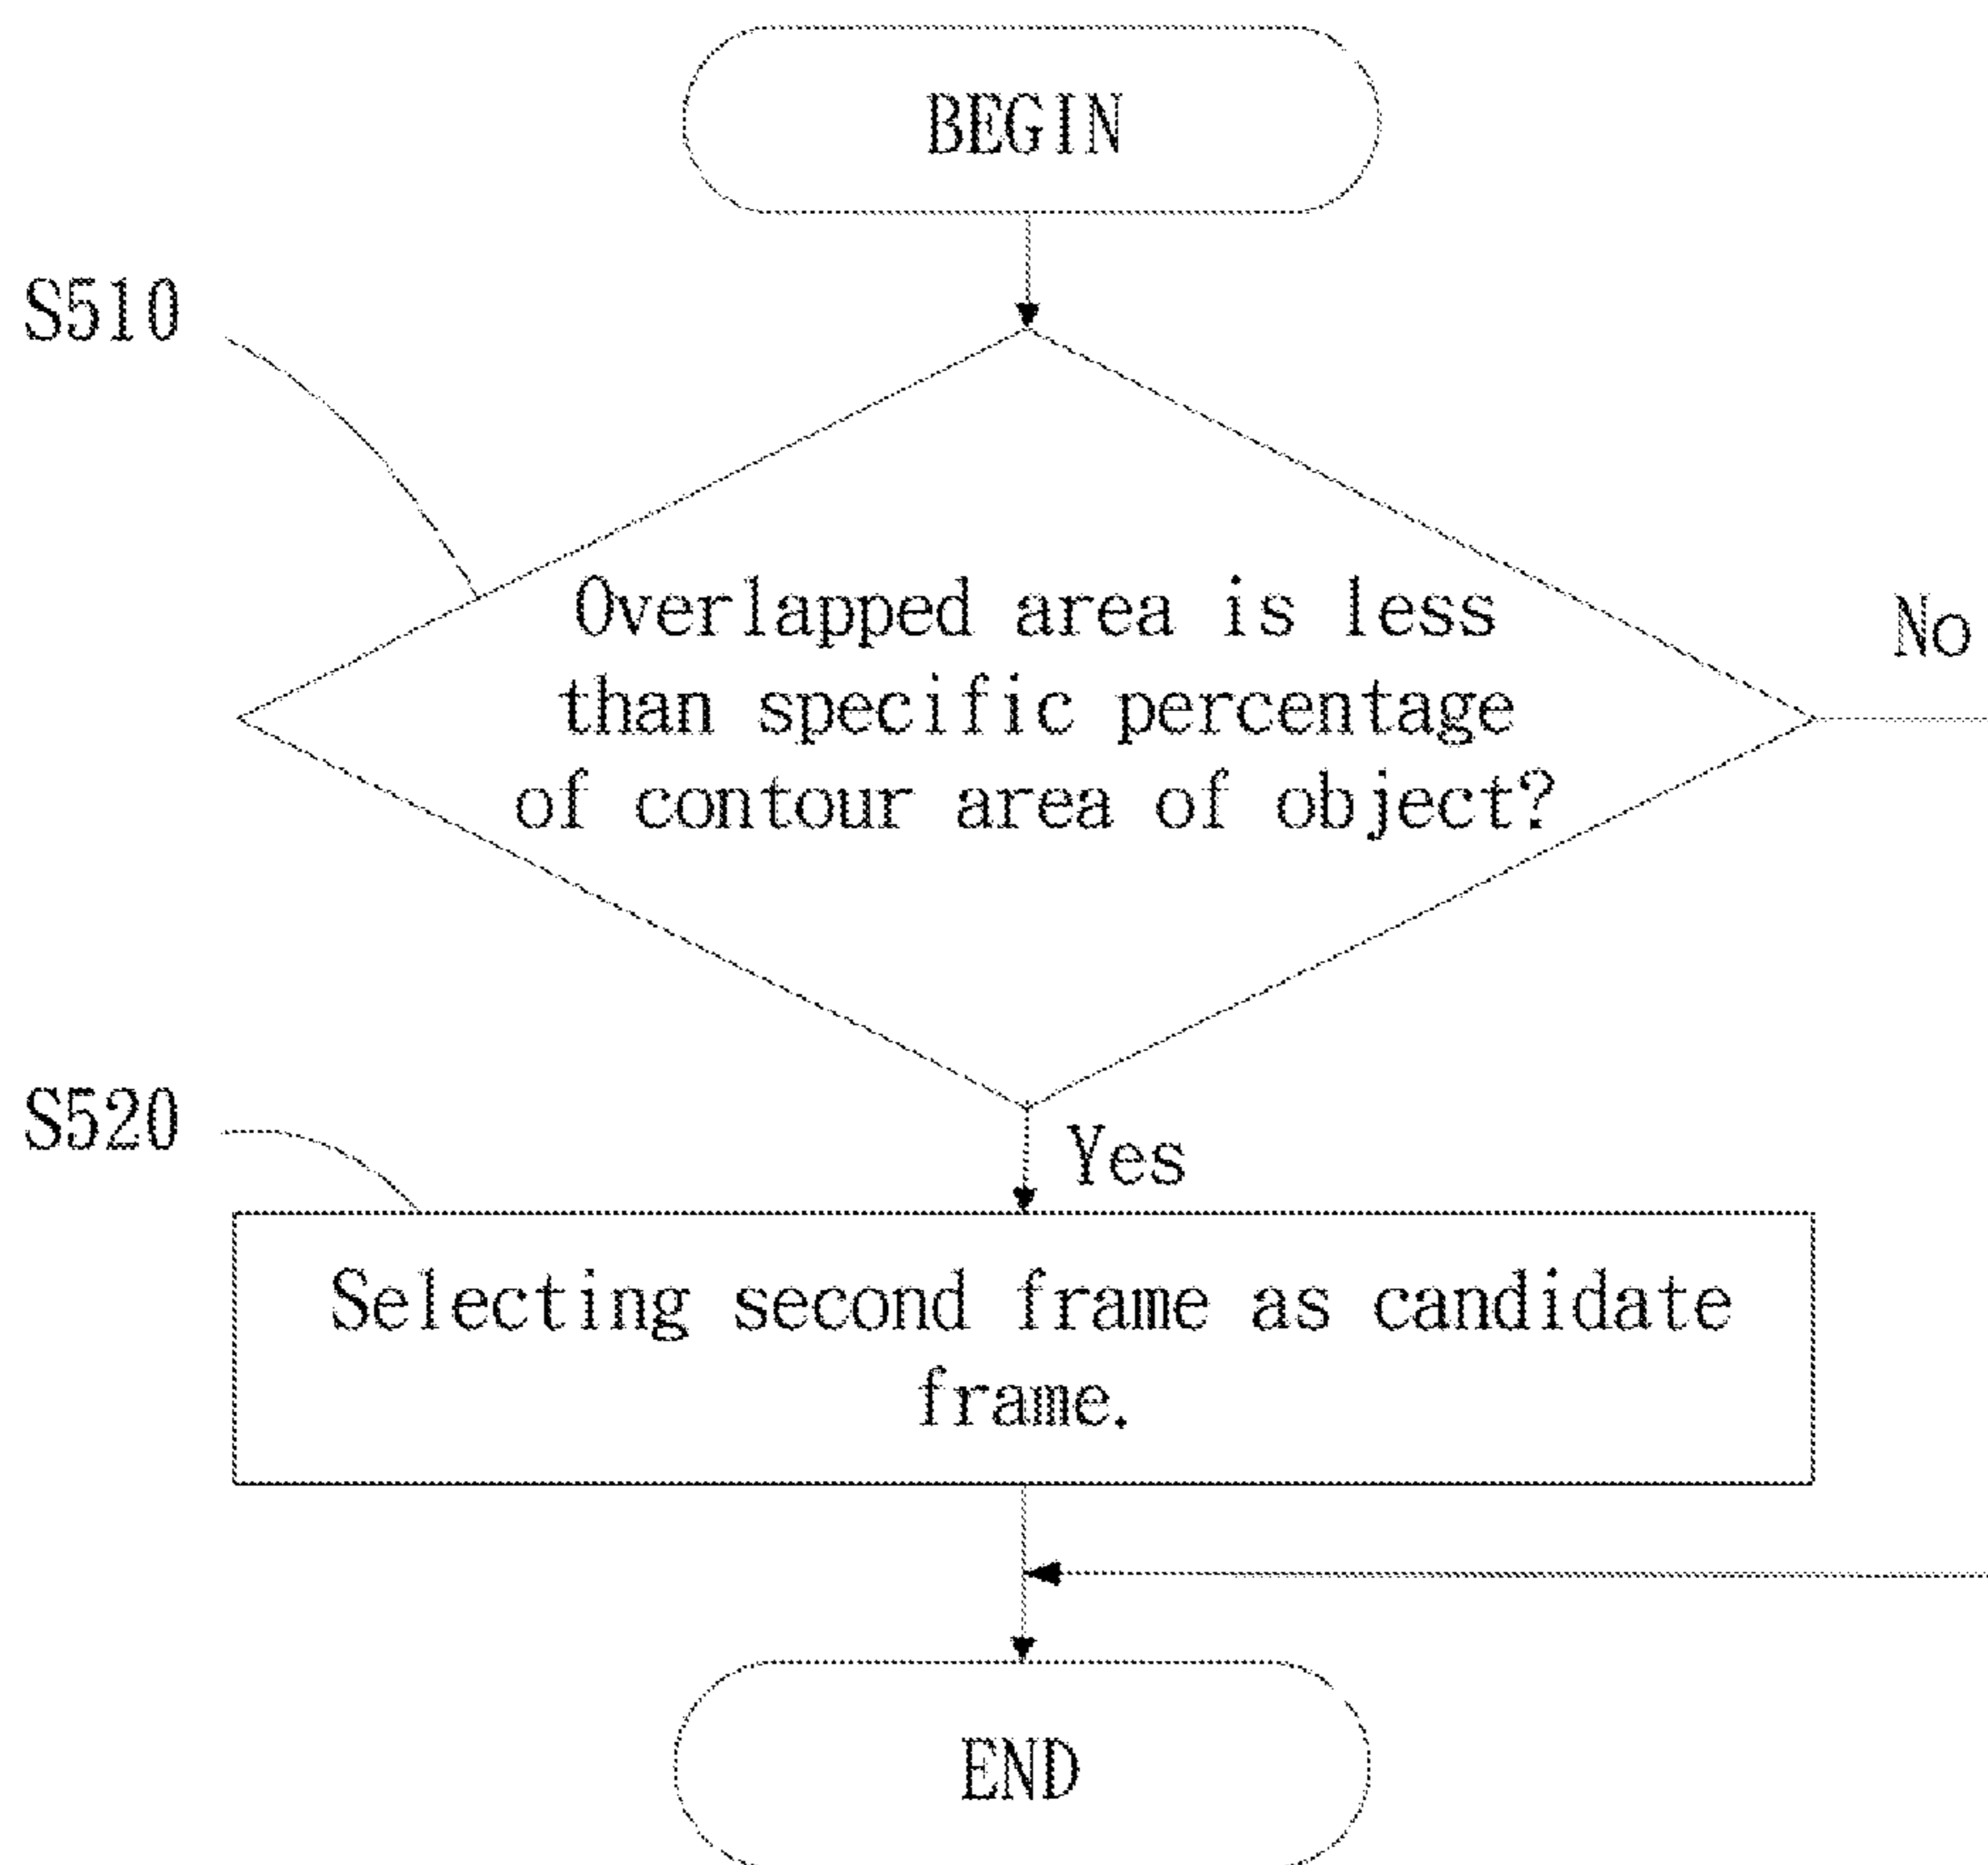 BEGIN
S510
Overlapped area is less
than specific percentage
of contour area of object?
No
S520
Yes
Selecting second frame as candidate
frame.
END